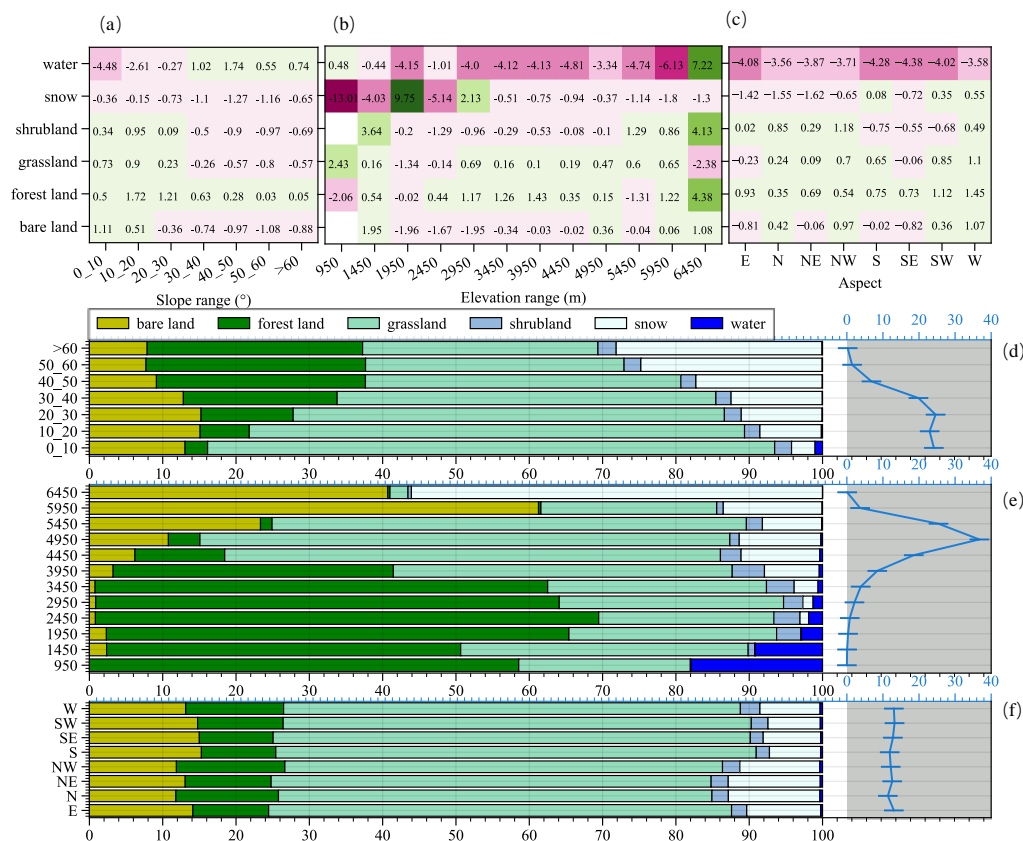 (a) (b) (c)
water −4.48 −2.61 −0.27 1.02 1.74 0.55 0.74 0.48 −0.44 −4.15 −1.01 −4.0 −4.12 −4.13 −4.81 −3.34 −4.74 −6.13 7.22 −4.08 −3.56 −3.87 −3.71 −4.28 −4.38 −4.02 −3.58
snow −0.36 −0.15 −0.73 −1.1 −1.27 −1.16 −0.65 −13.01 −4.03 9.75 −5.14 2.13 −0.51 −0.75 −0.94 −0.37 −1.14 −1.8 −1.3 −1.42 −1.55 −1.62 −0.65 0.08 −0.72 0.35 0.55
shrubland 0.34 0.95 0.09 −0.5 −0.9 −0.97 −0.69 3.64 −0.2 −1.29 −0.96 −0.29 −0.53 −0.08 −0.1 1.29 0.86 4.13 0.02 0.85 0.29 1.18 −0.75 −0.55 −0.68 0.49
grassland 0.73 0.9 0.23 −0.26 −0.57 −0.8 −0.57 2.43 0.16 −1.34 −0.14 0.69 0.16 0.1 0.19 0.47 0.6 0.65 −2.38 −0.23 0.24 0.09 0.7 0.65 −0.06 0.85 1.1
forest land 0.5 1.72 1.21 0.63 0.28 0.03 0.05 −2.06 0.54 −0.02 0.44 1.17 1.26 1.43 0.35 0.15 −1.31 1.22 4.38 0.93 0.35 0.69 0.54 0.75 0.73 1.12 1.45
bare land 1.11 0.51 −0.36 −0.74 −0.97 −1.08 −0.88 1.95 −1.96 −1.67 −1.95 −0.34 −0.03 −0.02 0.36 −0.04 0.06 1.08 −0.81 0.42 −0.06 0.97 −0.02 −0.82 0.36 1.07
0_10 10_20 20_30 30_40 40_50 50_60 >60 950 1450 1950 2450 2950 3450 3950 4450 4950 5450 5950 6450 E N NE NW S SE SW W
Slope range (°) Elevation range (m) Aspect
bare land forest land grassland shrubland snow water
0 10 20 30 40
>60 (d)
50_60
40_50
30_40
20_30
10_20
0_10
0 10 20 30 40 50 60 70 80 90 100 0 10 20 30 40
6450
5950 (e)
5450
4950
4450
3950
3450
2950
2450
1950
1450
950
0 10 20 30 40 50 60 70 80 90 100 0 10 20 30 40
W (f)
SW
SE
S
NW
NE
N
E
0 10 20 30 40 50 60 70 80 90 100 0 10 20 30 40